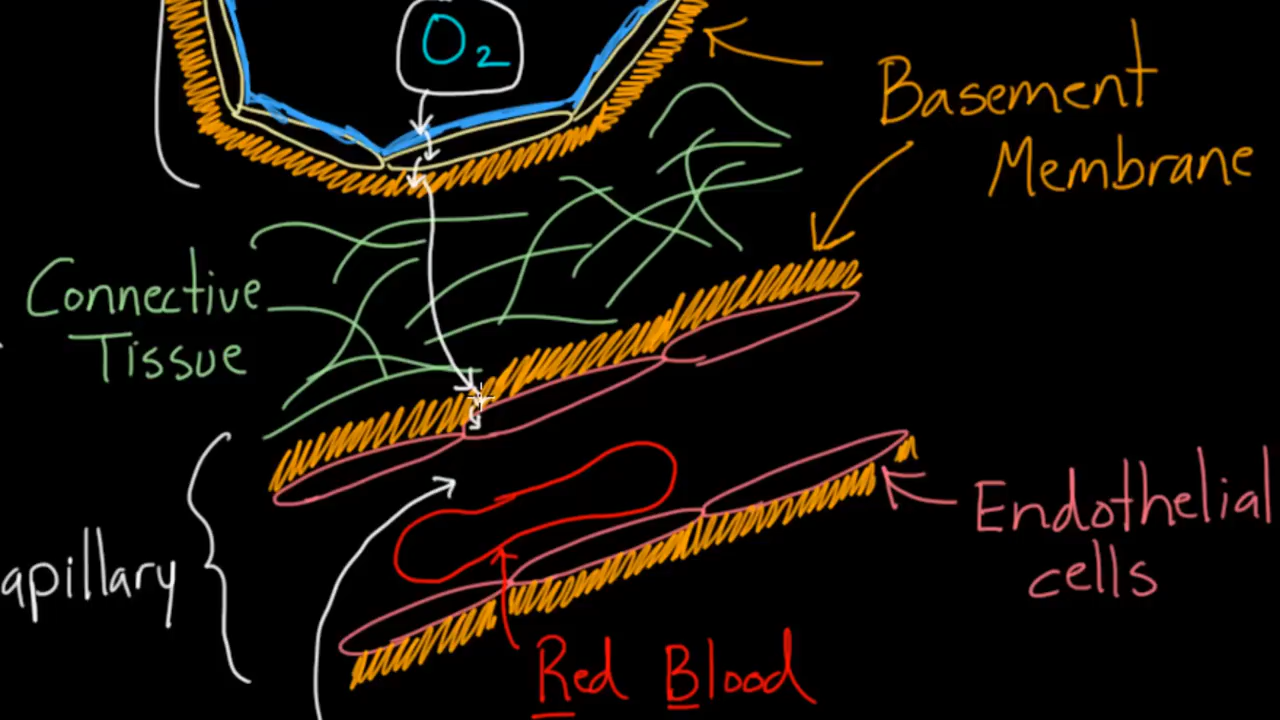 O2
Basement
Membrane
Connective
Tissue
apillary
Endothelial
cells
Red Blood